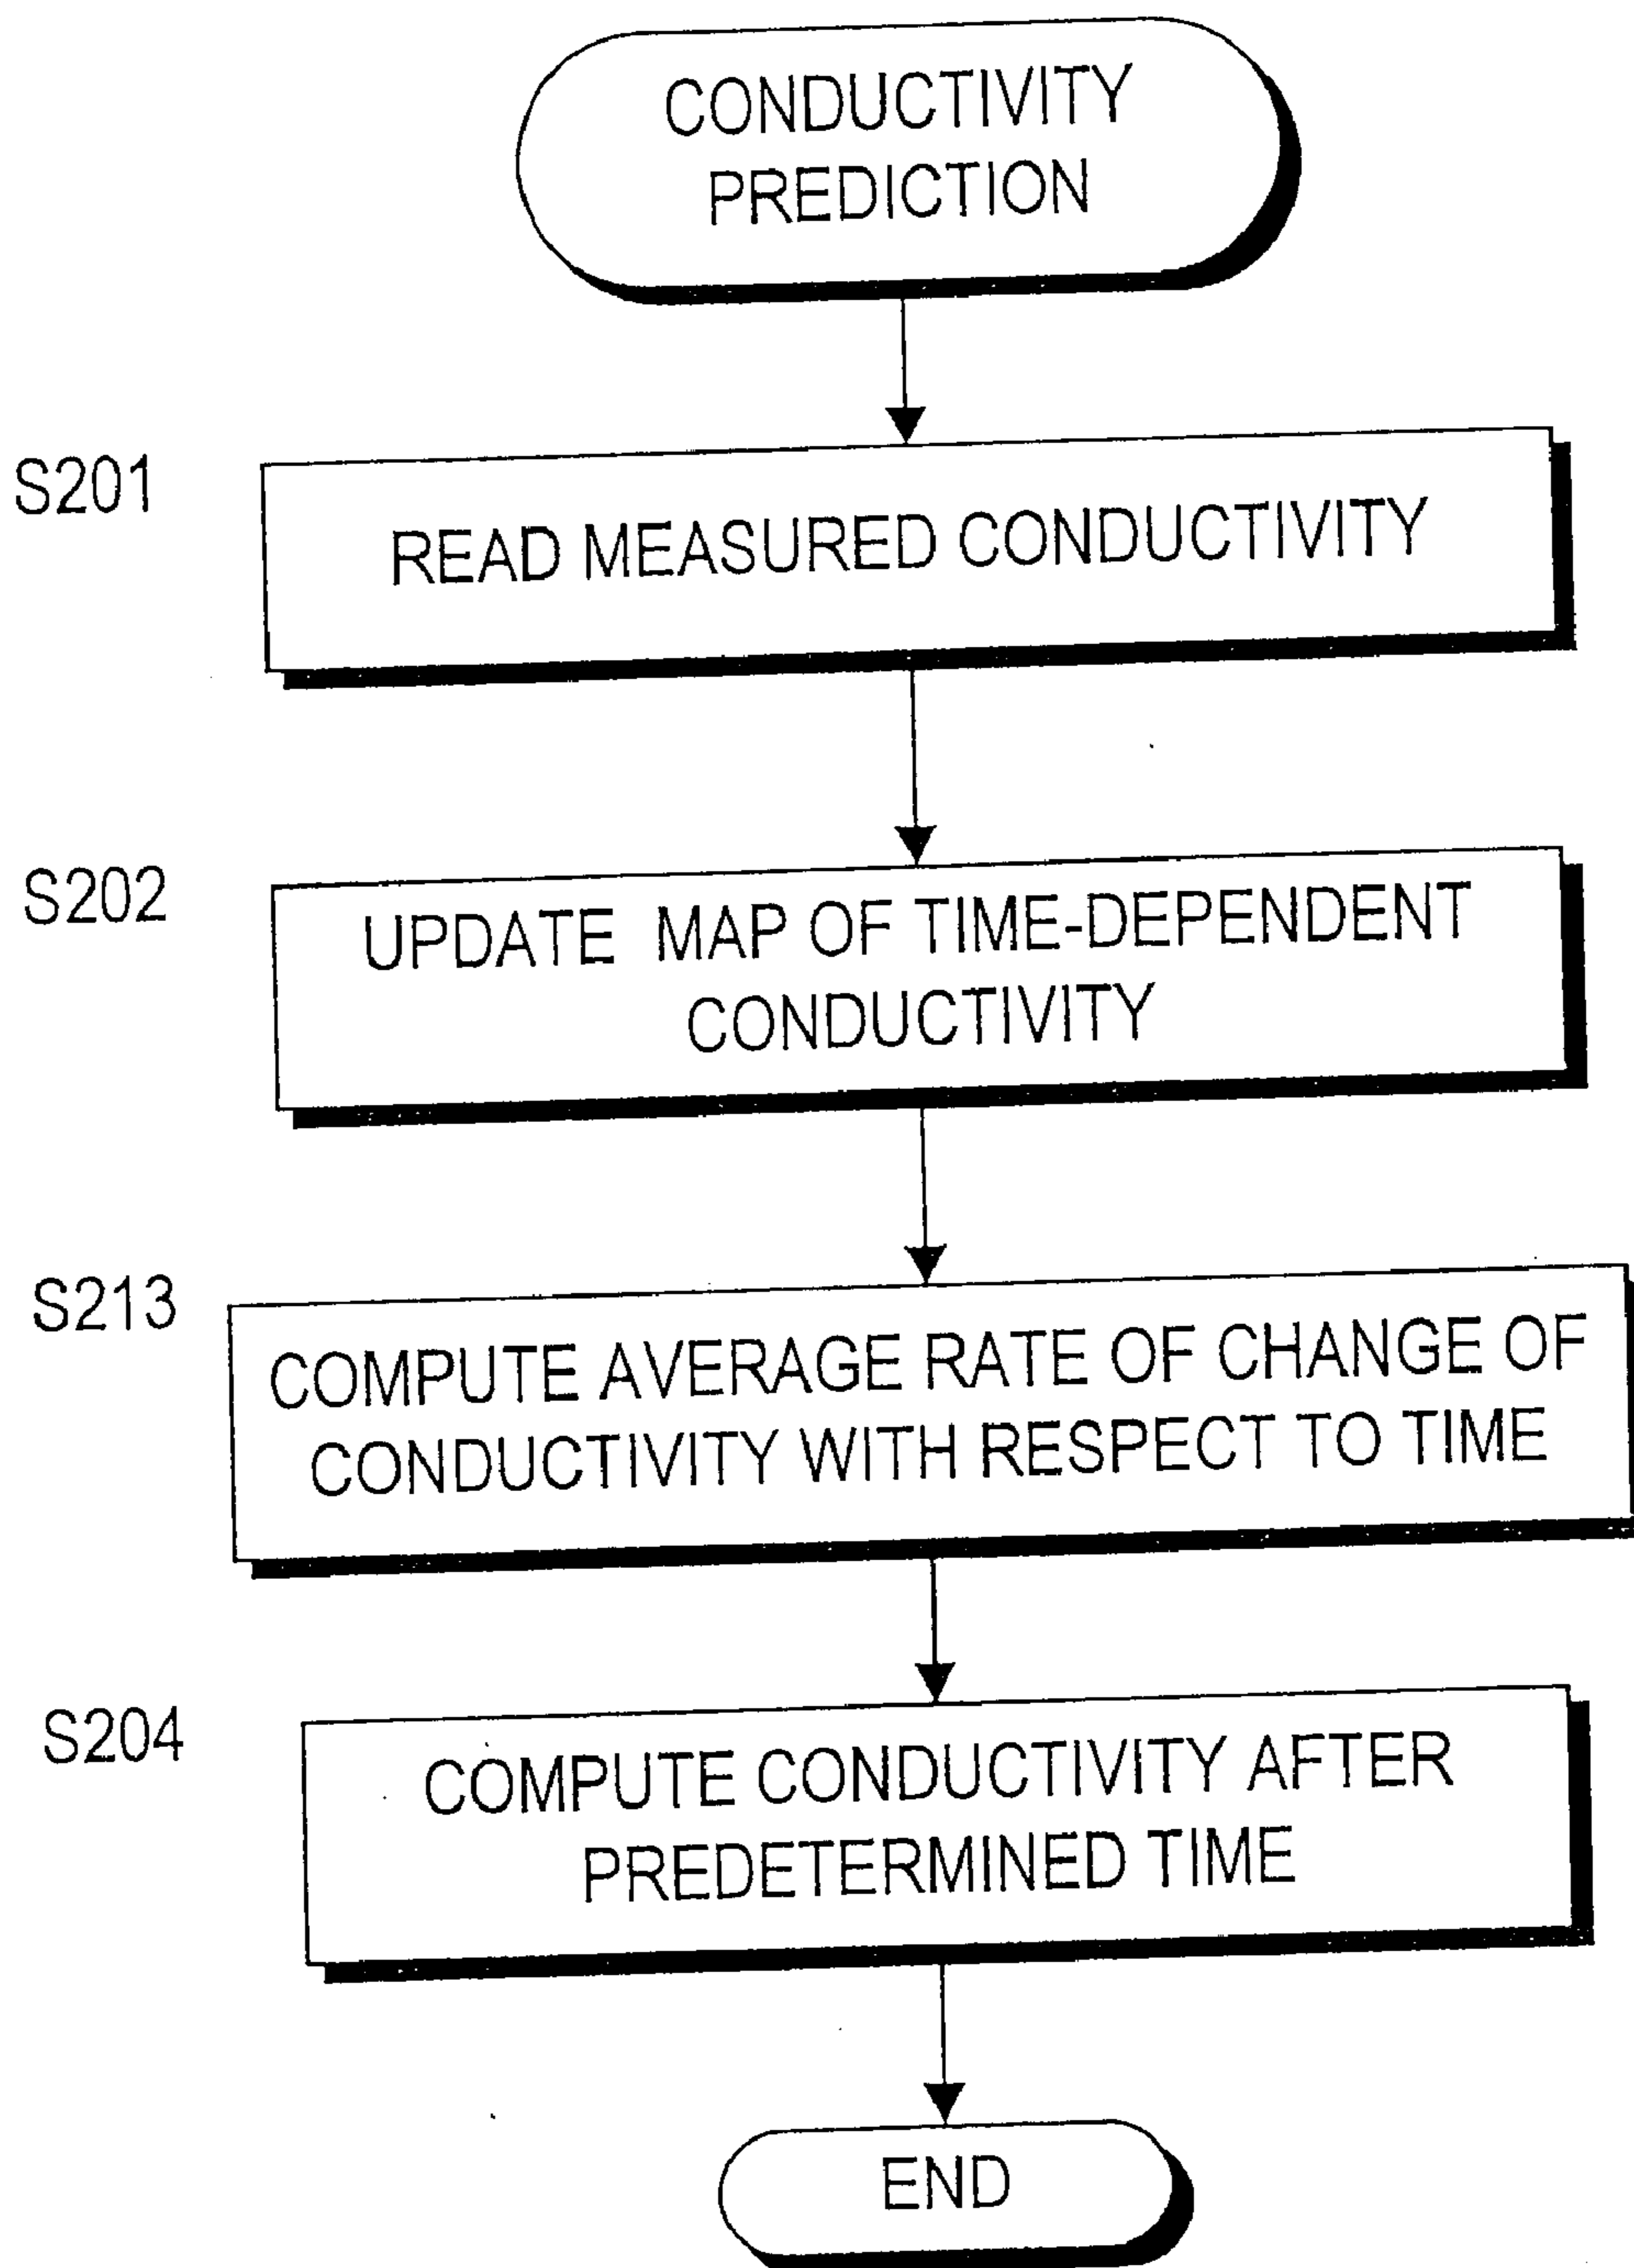 CONDUCTIVITY
PREDICTION
S201
READ MEASURED CONDUCTIVITY
S202
UPDATE MAP OF TIME-DEPENDENT
CONDUCTIVITY
S213
COMPUTE AVERAGE RATE OF CHANGE OF
CONDUCTIVITY WITH RESPECT TO TIME
S204
COMPUTE CONDUCTIVITY AFTER
PREDETERMINED TIME
END